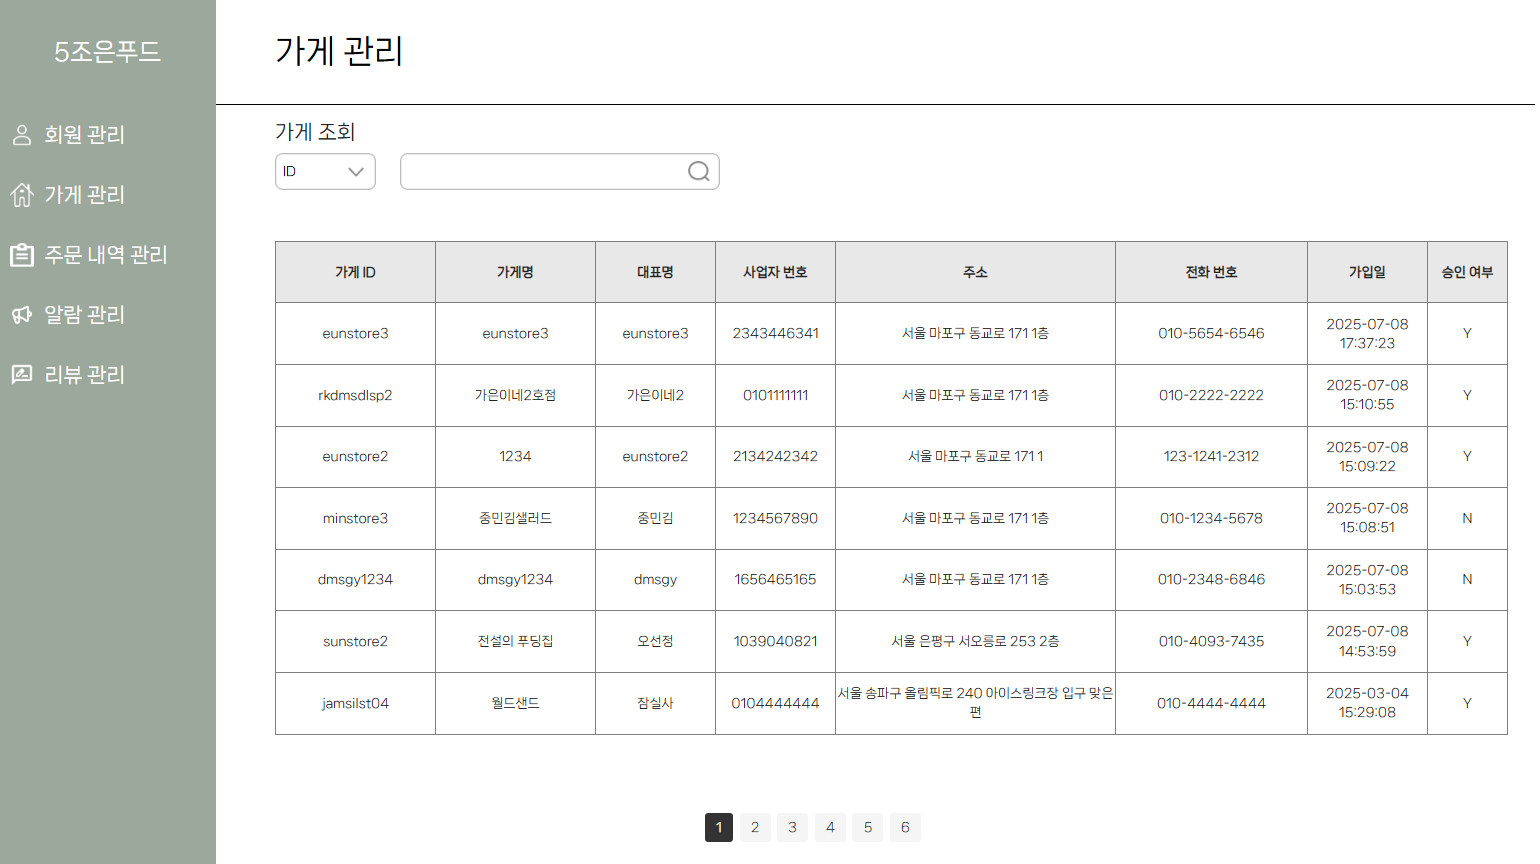 5조은푸드
회원 관리
가게 관리
주문 내역 관리
알람 관리
리뷰 관리
가게 관리
가게 조회
ID
가게 ID 가게명 대표명 사업자 번호 주소 전화 번호 가입일 승인 여부
eunstore3 eunstore3 eunstore3 2343446341 서울 마포구 동교로 171 1층 010-5654-6546 2025-07-08 17:37:23 Y
rkdmsdlsp2 가은이네2호점 가은이네2 0101111111 서울 마포구 동교로 171 1층 010-2222-2222 2025-07-08 15:10:55 Y
eunstore2 1234 eunstore2 2134242342 서울 마포구 동교로 171 1 123-1241-2312 2025-07-08 15:09:22 Y
minstore3 중민김샐러드 중민김 1234567890 서울 마포구 동교로 171 1층 010-1234-5678 2025-07-08 15:08:51 N
dmsgy1234 dmsgy1234 dmsgy 1656465165 서울 마포구 동교로 171 1층 010-2348-6846 2025-07-08 15:03:53 N
sunstore2 전설의 푸딩집 오선정 1039040821 서울 은평구 서오릉로 253 2층 010-4093-7435 2025-07-08 14:53:59 Y
jamsilst04 월드샌드 잠실사 0104444444 서울 송파구 올림픽로 240 아이스링크장 입구 맞은편 010-4444-4444 2025-03-04 15:29:08 Y
1 2 3 4 5 6